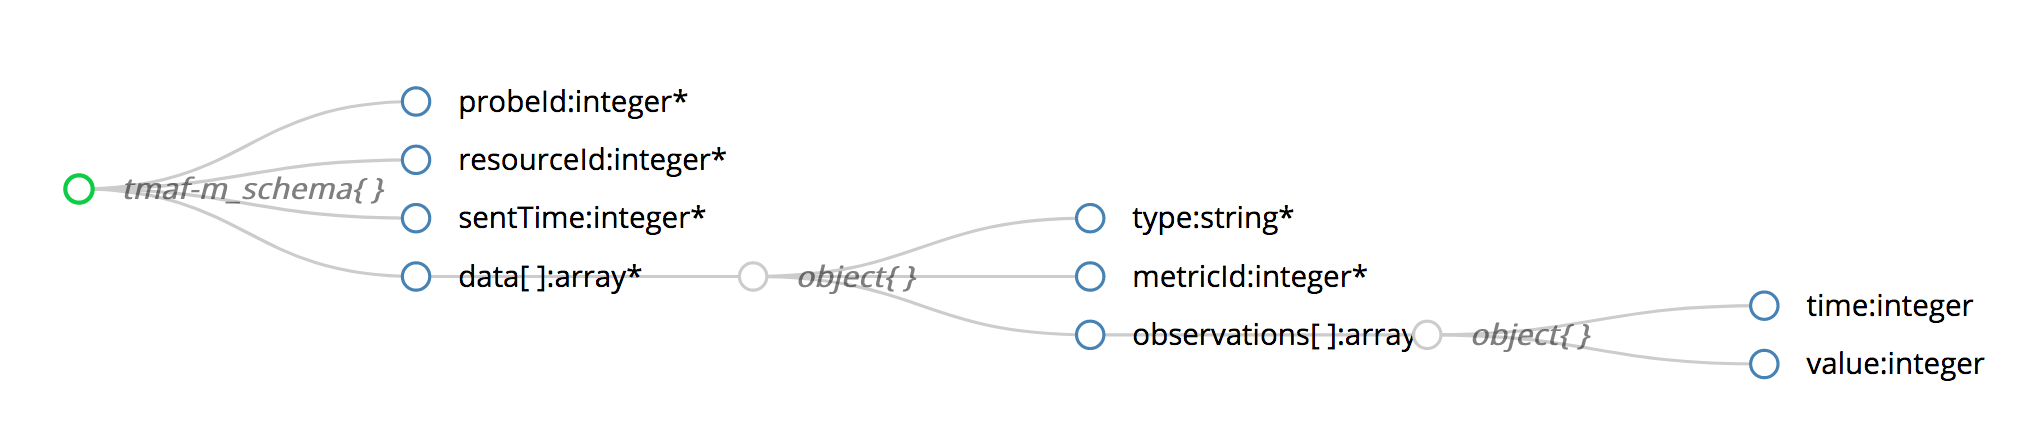 probeId:integer*
resourceId:integer*
tmaf-m_schema{ }
sentTime:integer*
type:string*
data[ ]:array*
object{ }
metricId:integer*
time:integer
observations[ ]:array
object{ }
value:integer